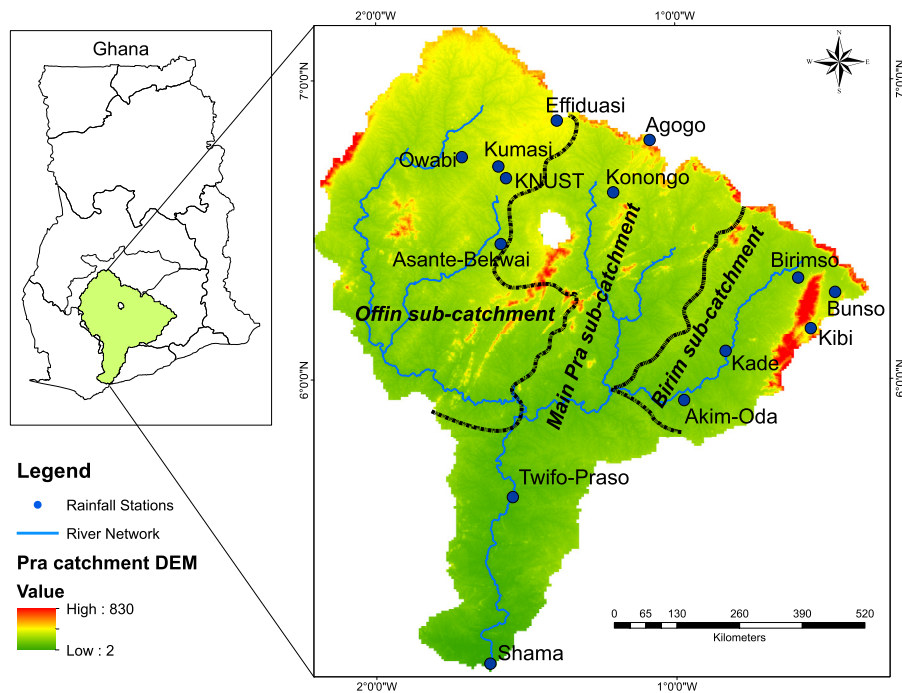 Ghana
2°0'0"W
1°0'0"W
7°0'0"N
7°0'0"N
6°0'0"N
6°0'0"N
2°0'0"W
1°0'0"W
N
W
E
S
Effiduasi
Agogo
Owabi
Kumasi
KNUST
Konongo
Asante-Bekwai
Birimso
Bunso
Kibi
Kade
Akim-Oda
Twifo-Praso
Shama
Offin sub-catchment
Main Pra sub-catchment
Birim sub-catchment
Legend
Rainfall Stations
River Network
Pra catchment DEM
Value
High : 830
Low : 2
0 65 130 260 390 520
Kilometers